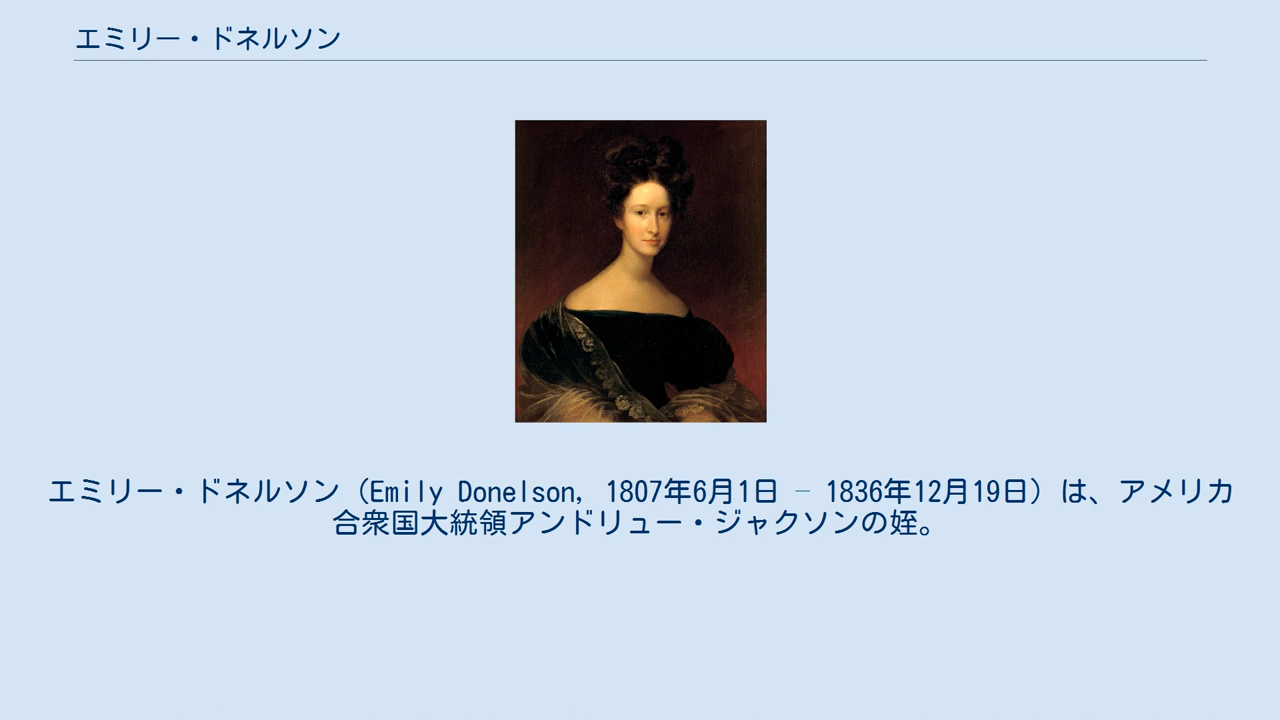 エミリー・ドネルソン
エミリー・ドネルソン（Emily Donelson, 1807年6月1日 – 1836年12月19日）は、アメリカ
合衆国大統領アンドリュー・ジャクソンの姪。